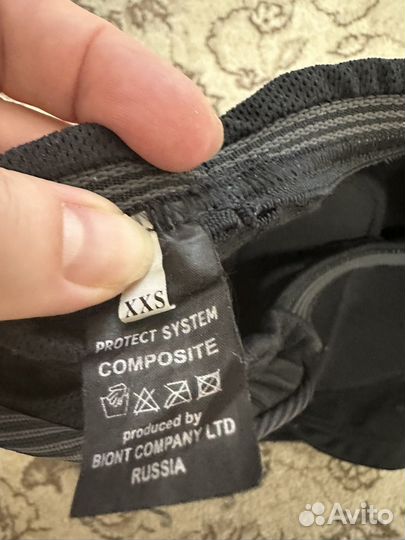 XXS
PROTECT SYSTEM
COMPOSITE
produced by
BIONT COMPANY LTD
RUSSIA
Avito